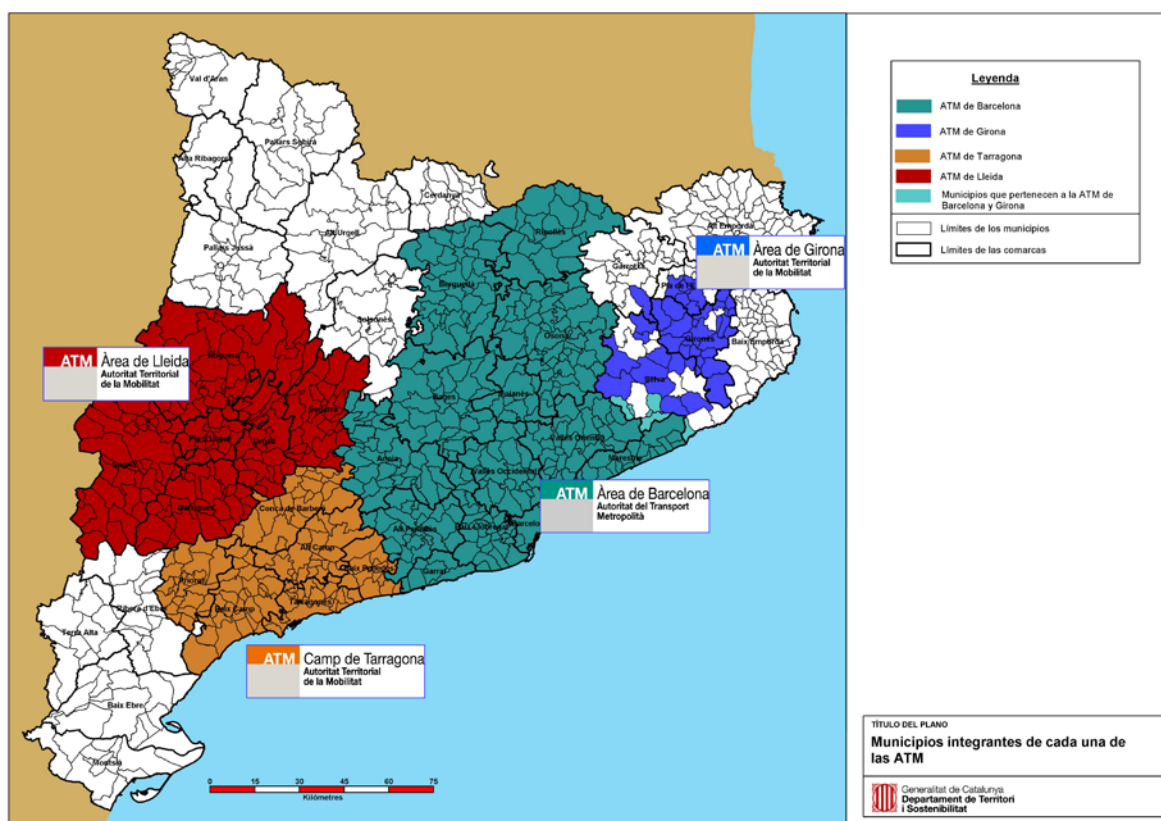 Val d'Aran
Pallars Sobirà
Alta Ribagorça
Cerdanya
Alt Urgell
Pallars Jussà
Ripollès
Alt Empordà
Garrotxa
ATM Àrea de Girona
Autoritat Territorial
de la Mobilitat
Berguedà
Solsonès
Osona
Gironès
Baix Empordà
ATM Àrea de Lleida
Autoritat Territorial
de la Mobilitat
Noguera
Selva
Bages
Moianès
Segarra
Pla d'Urgell
Urgell
Segrià
Vallès Oriental
Maresme
Anoia
Vallès Occidental
ATM Àrea de Barcelona
Autoritat del Transport
Metropolità
Garrigues
Conca de Barberà
Alt Penedès
Baix Llobregat
Alt Camp
Baix Penedès
Garraf
Priorat
Tarragonès
Baix Camp
Ribera d'Ebre
Terra Alta
ATM Camp de Tarragona
Autoritat Territorial
de la Mobilitat
Baix Ebre
Montsià
0 15 30 45 60 75
Kilòmetres
Leyenda
ATM de Barcelona
ATM de Girona
ATM de Tarragona
ATM de Lleida
Municipios que pertenecen a la ATM de
Barcelona y Girona
Límites de los municipios
Límites de las comarcas
TÍTULO DEL PLANO
Municipios integrantes de cada una de
las ATM
Generalitat de Catalunya
Departament de Territori
i Sostenibilitat